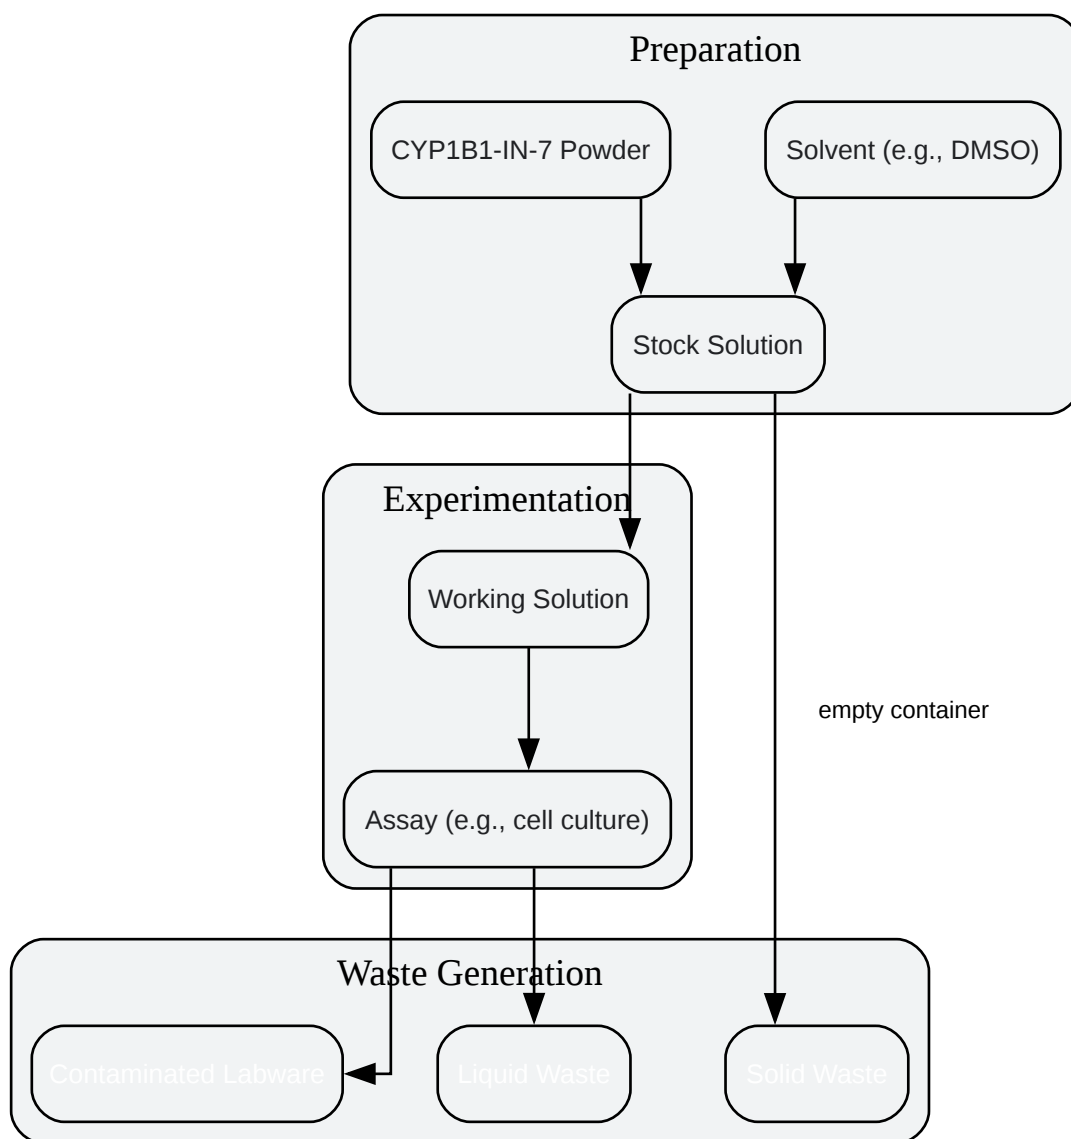 Preparation
CYP1B1-IN-7 Powder
Solvent (e.g., DMSO)
Stock Solution
Experimentation
Working Solution
empty container
Assay (e.g., cell culture)
Waste Generation
Contaminated Labware
Liquid Waste
Solid Waste